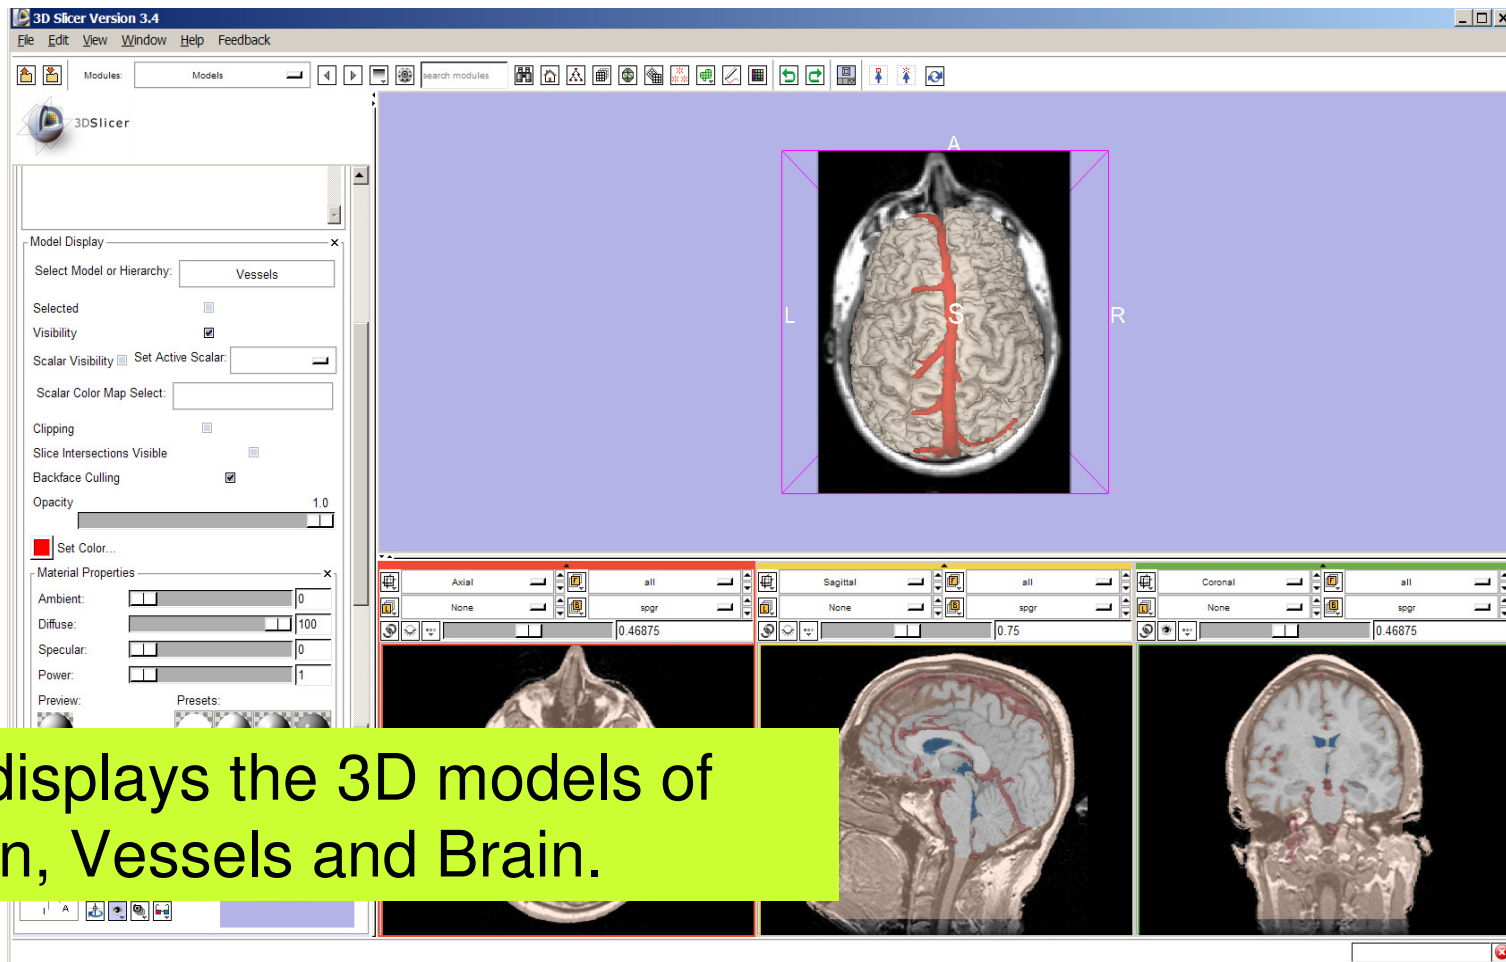 3D Slicer Version 3.4
File Edit View Window Help Feedback
Modules: Models search modules
3DSlicer
Model Display
Select Model or Hierarchy: Vessels
Selected
Visibility
Scalar Visibility Set Active Scalar:
Scalar Color Map Select:
Clipping
Slice Intersections Visible
Backface Culling
Opacity 1.0
Set Color...
Material Properties
Ambient: 0
Diffuse: 100
Specular: 0
Power: 1
Preview: Presets:
A
L S R
Axial all
None spgr
0.46875
Sagittal all
None spgr
0.75
Coronal all
None spgr
0.46875
displays the 3D models of
n, Vessels and Brain.
A